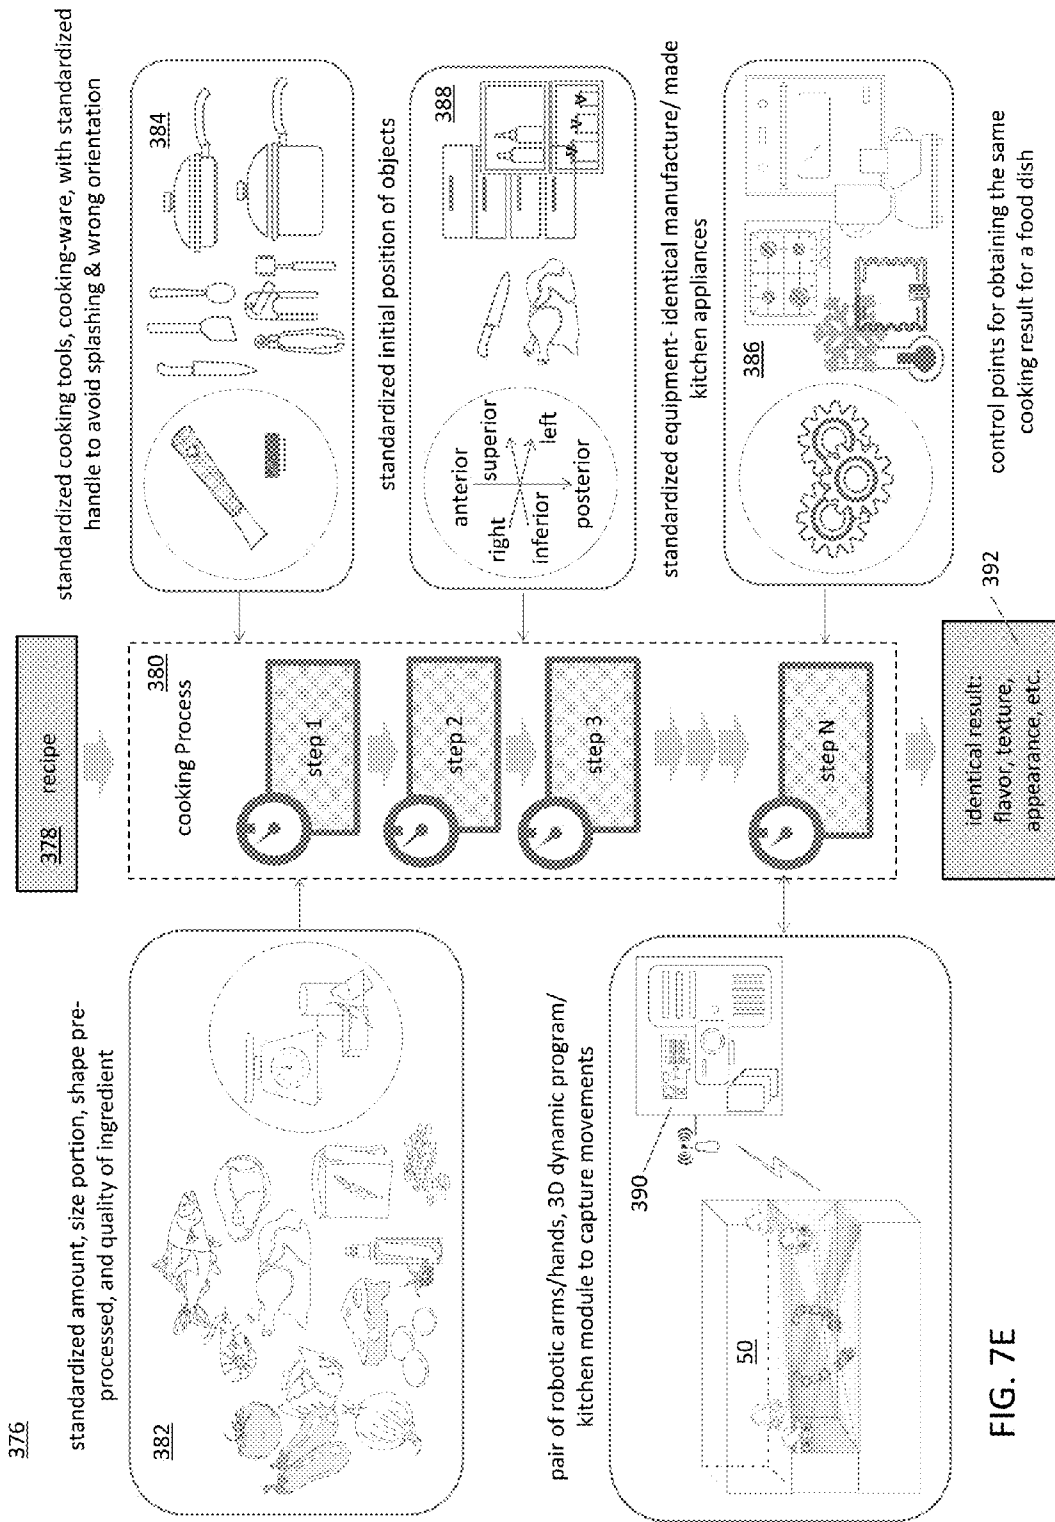 376
standardized amount, size portion, shape pre-
processed, and quality of ingredient
382
378 recipe
380
cooking Process
step 1
step 2
step 3
step N
standardized cooking tools, cooking-ware, with standardized
handle to avoid splashing & wrong orientation
384
standardized initial position of objects
388
anterior
superior
right
left
inferior
posterior
standardized equipment- identical manufacture/ made
kitchen appliances
386
pair of robotic arms/hands, 3D dynamic program/
kitchen module to capture movements
390
50
identical result:
flavor, texture,
appearance, etc.
392
control points for obtaining the same
cooking result for a food dish
FIG. 7E